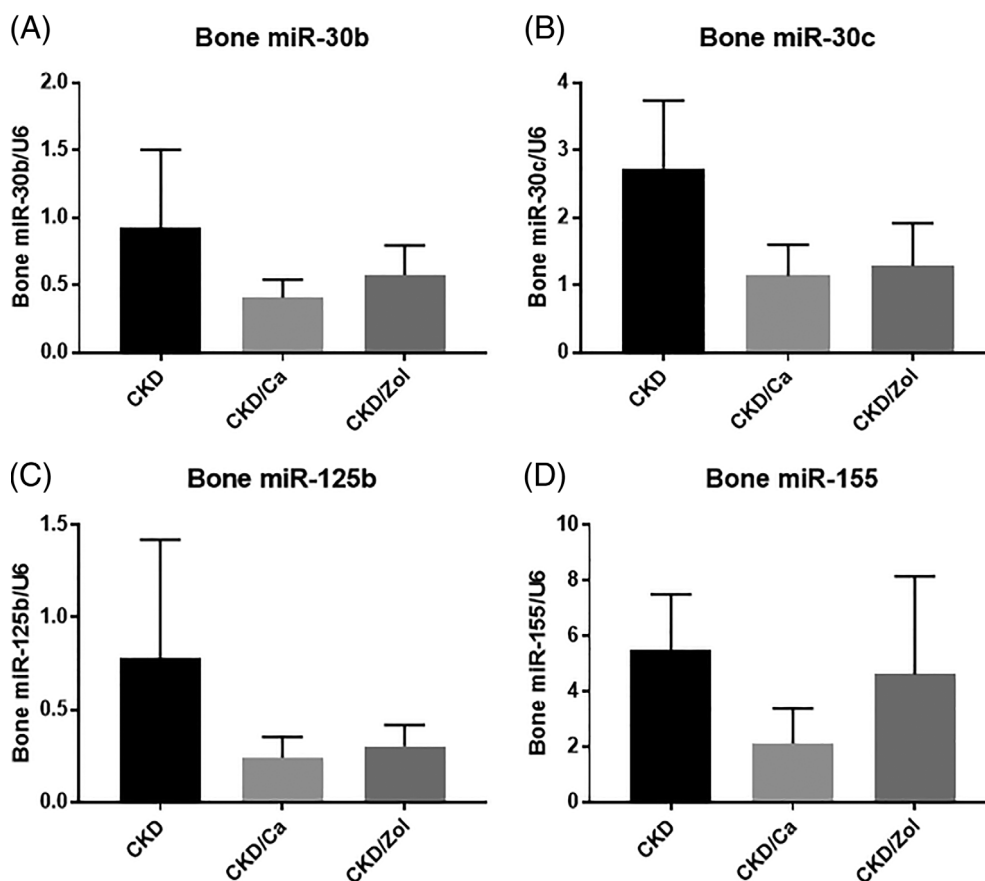 (A)
Bone miR-30b
Bone miR-30b/U6
2.0
1.5
1.0
0.5
0.0
CKD
CKD/Ca
CKD/Zol
(B)
Bone miR-30c
Bone miR-30c/U6
4
3
2
1
0
CKD
CKD/Ca
CKD/Zol
(C)
Bone miR-125b
Bone miR-125b/U6
1.5
1.0
0.5
0.0
CKD
CKD/Ca
CKD/Zol
(D)
Bone miR-155
Bone miR-155/U6
10
8
6
4
2
0
CKD
CKD/Ca
CKD/Zol